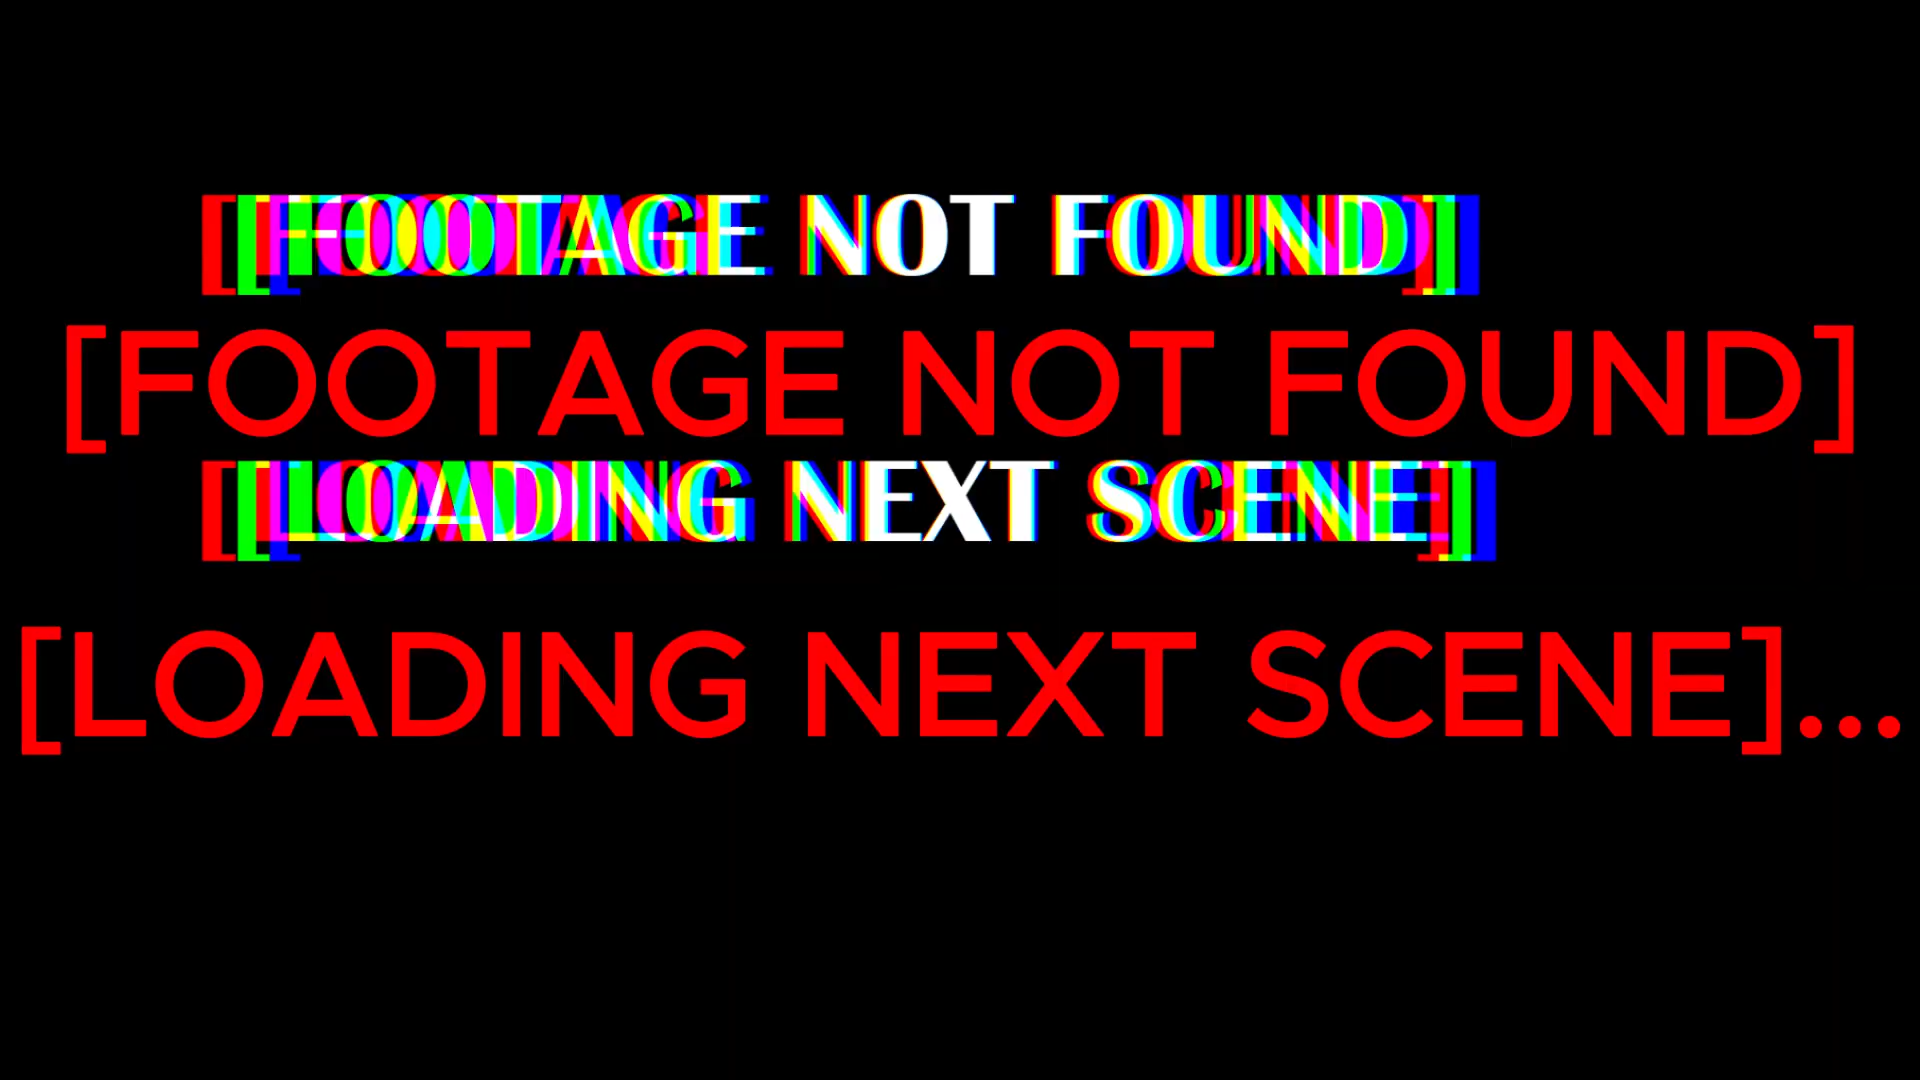 [FOOTAGE NOT FOUND]
[FOOTAGE NOT FOUND]
[LOADING NEXT SCENE]
[LOADING NEXT SCENE]...